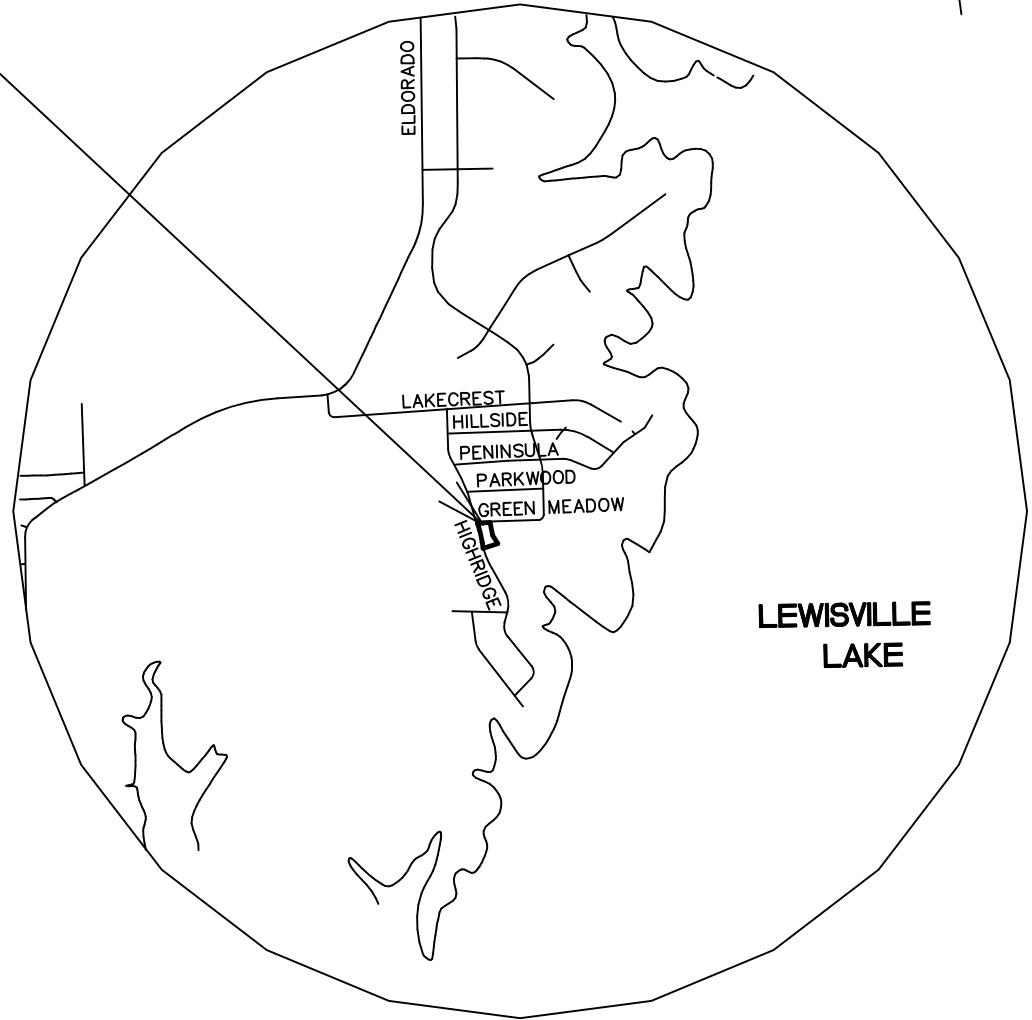 ELDORADO
LAKECREST
HILLSIDE
PENINSULA
PARKWOOD
GREEN MEADOW
HIGHRIDGE
LEWISVILLE
LAKE